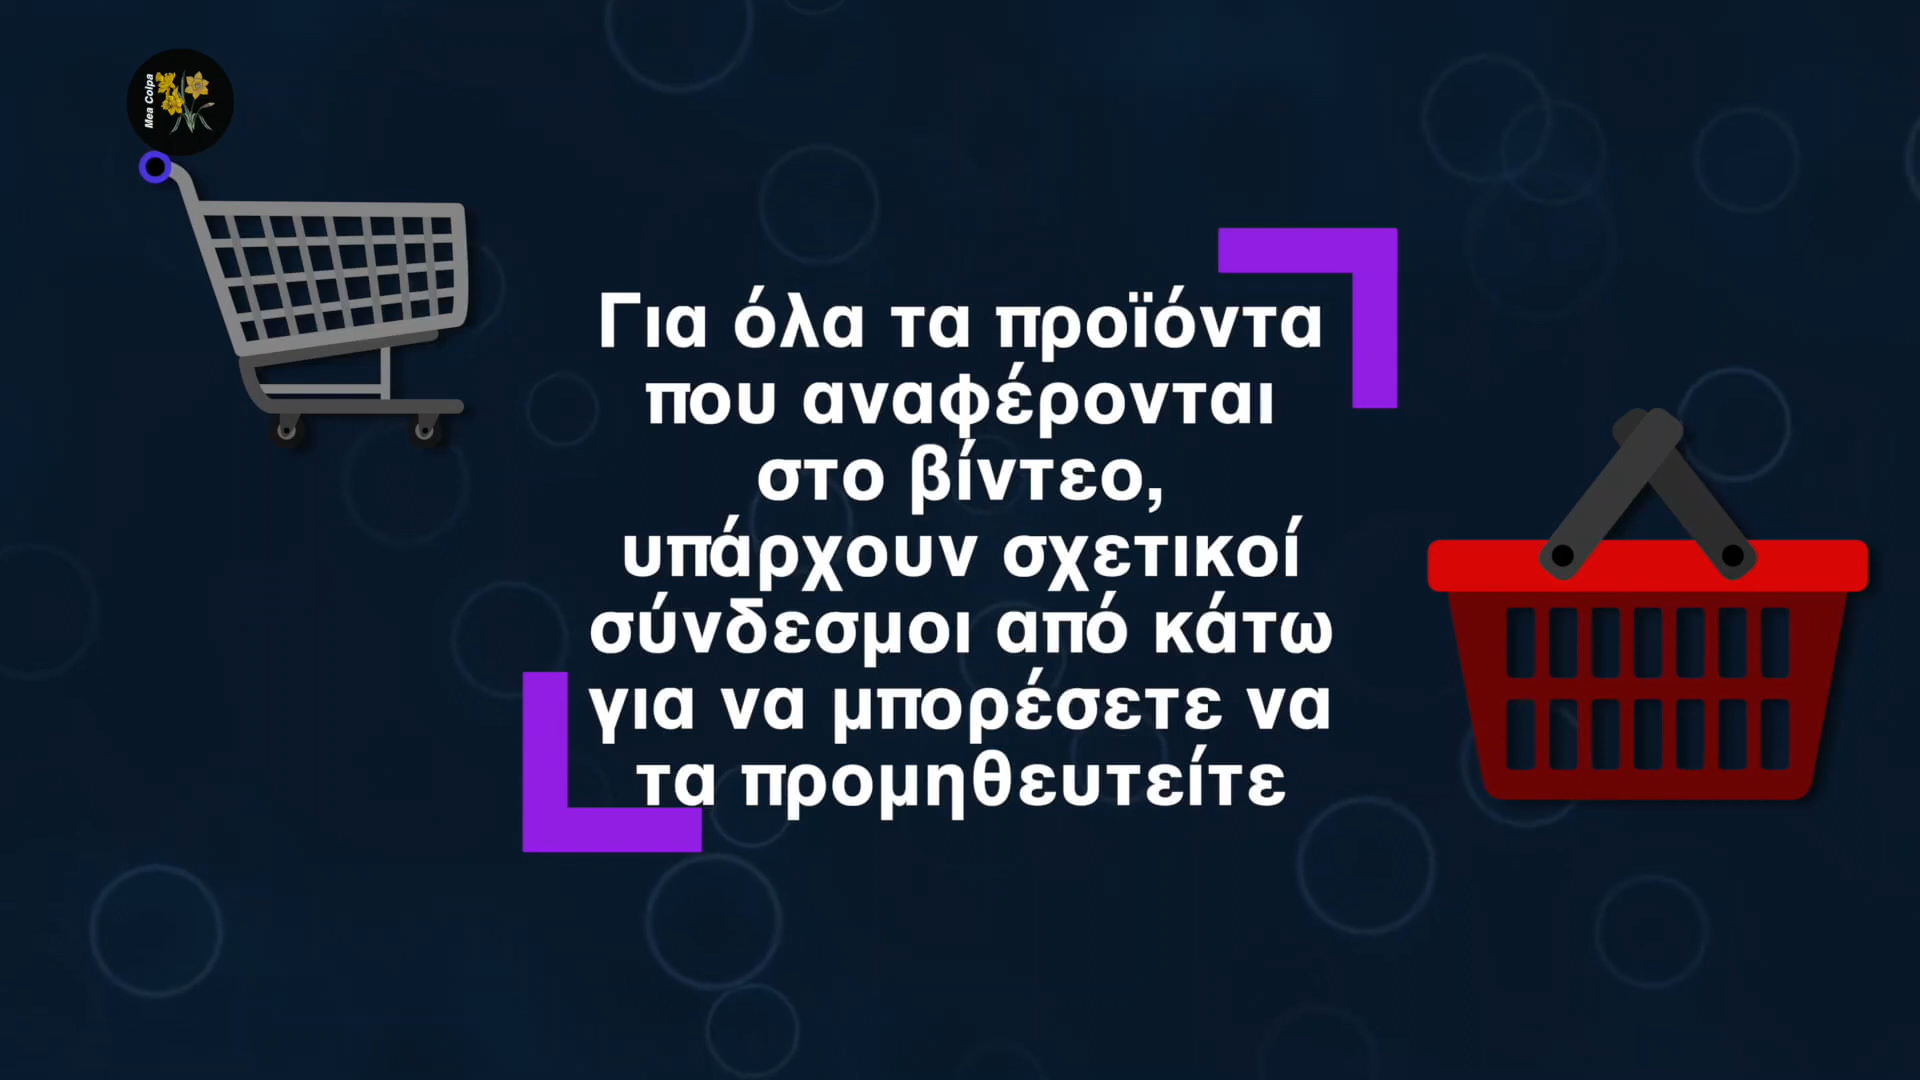 Mea Colpa
Για όλα τα προϊόντα
που αναφέρονται
στο βίντεο,
υπάρχουν σχετικοί
σύνδεσμοι από κάτω
για να μπορέσετε να
τα προμηθευτείτε